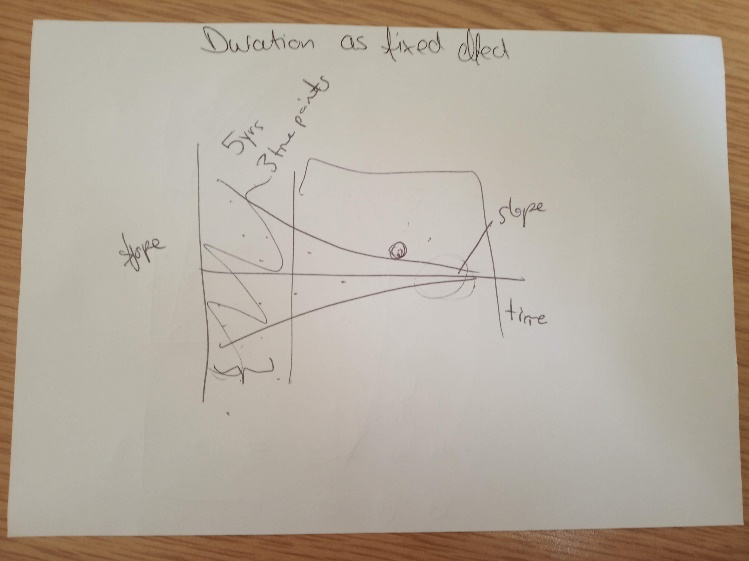 Duration as fixed effect
5yrs
3 time points
slope
slope
time